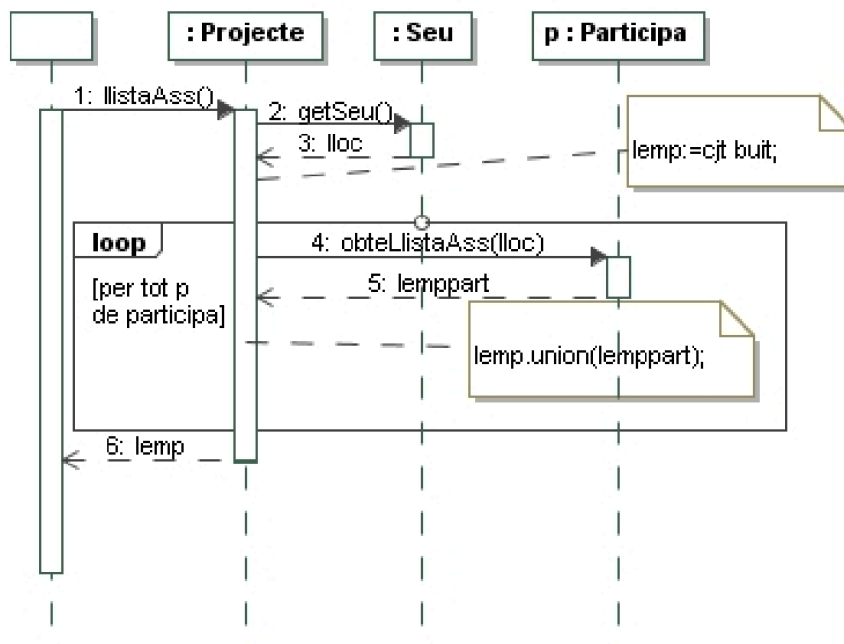 : Projecte
: Seu
p : Participa
1: llistaAss()
2: getSeu()
3: lloc
lemp:=cjt buit;
loop
4: obteLlistaAss(lloc)
[per tot p
de participa]
5: lemppart
lemp.union(lemppart);
6: lemp